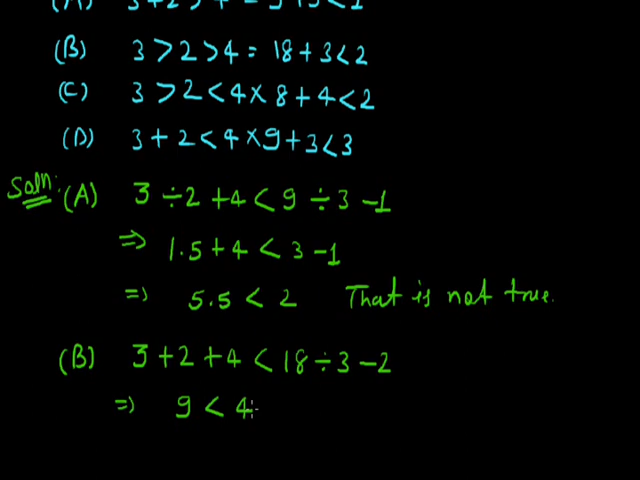 (B) 3 > 2 > 4 = 18 + 3 < 2
(C) 3 > 2 < 4 × 8 + 4 < 2
(D) 3 + 2 < 4 × 9 + 3 < 3
Soln: (A) 3 ÷ 2 + 4 < 9 ÷ 3 - 1
⇒ 1.5 + 4 < 3 - 1
⇒ 5.5 < 2 That is not true.
(B) 3 + 2 + 4 < 18 ÷ 3 - 2
⇒ 9 < 4